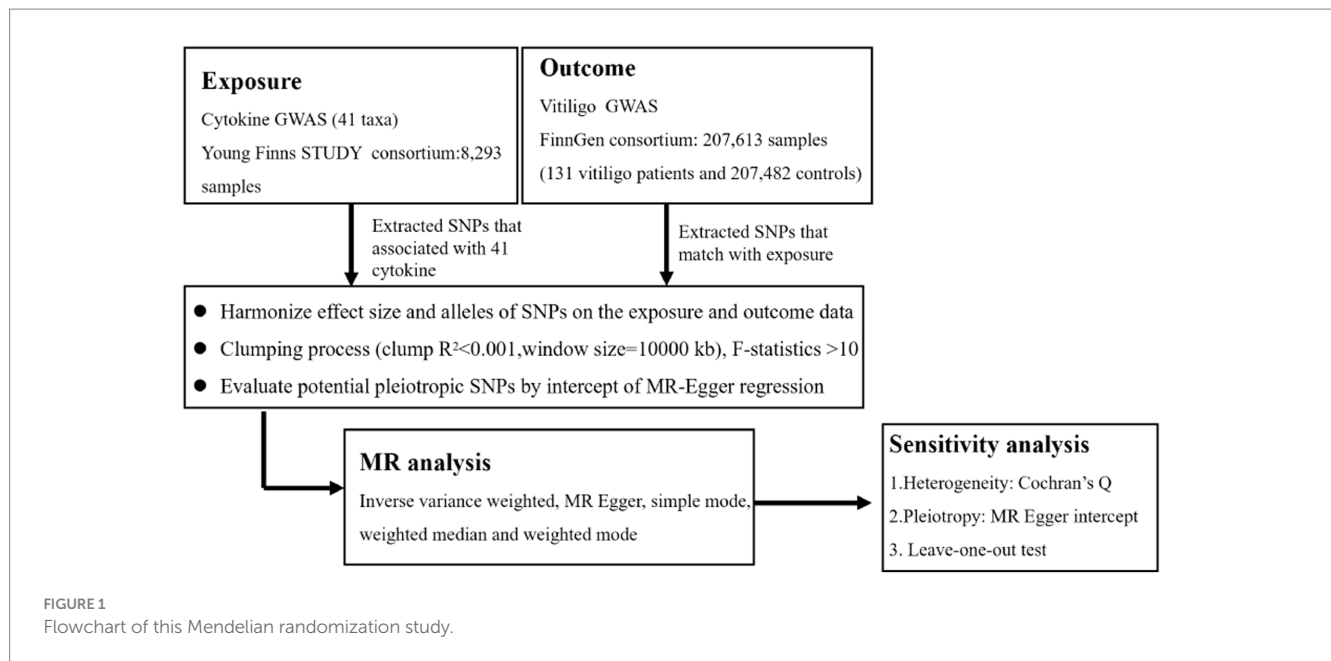 Exposure
Cytokine GWAS (41 taxa)
Young Finns STUDY consortium:8,293
samples
Outcome
Vitiligo GWAS
FinnGen consortium: 207,613 samples
(131 vitiligo patients and 207,482 controls)
Extracted SNPs that
associated with 41
cytokine
Extracted SNPs that
match with exposure
● Harmonize effect size and alleles of SNPs on the exposure and outcome data
● Clumping process (clump R²<0.001,window size=10000 kb), F-statistics >10
● Evaluate potential pleiotropic SNPs by intercept of MR-Egger regression
MR analysis
Inverse variance weighted, MR Egger, simple mode,
weighted median and weighted mode
Sensitivity analysis
1.Heterogeneity: Cochran’s Q
2.Pleiotropy: MR Egger intercept
3. Leave-one-out test
FIGURE 1
Flowchart of this Mendelian randomization study.